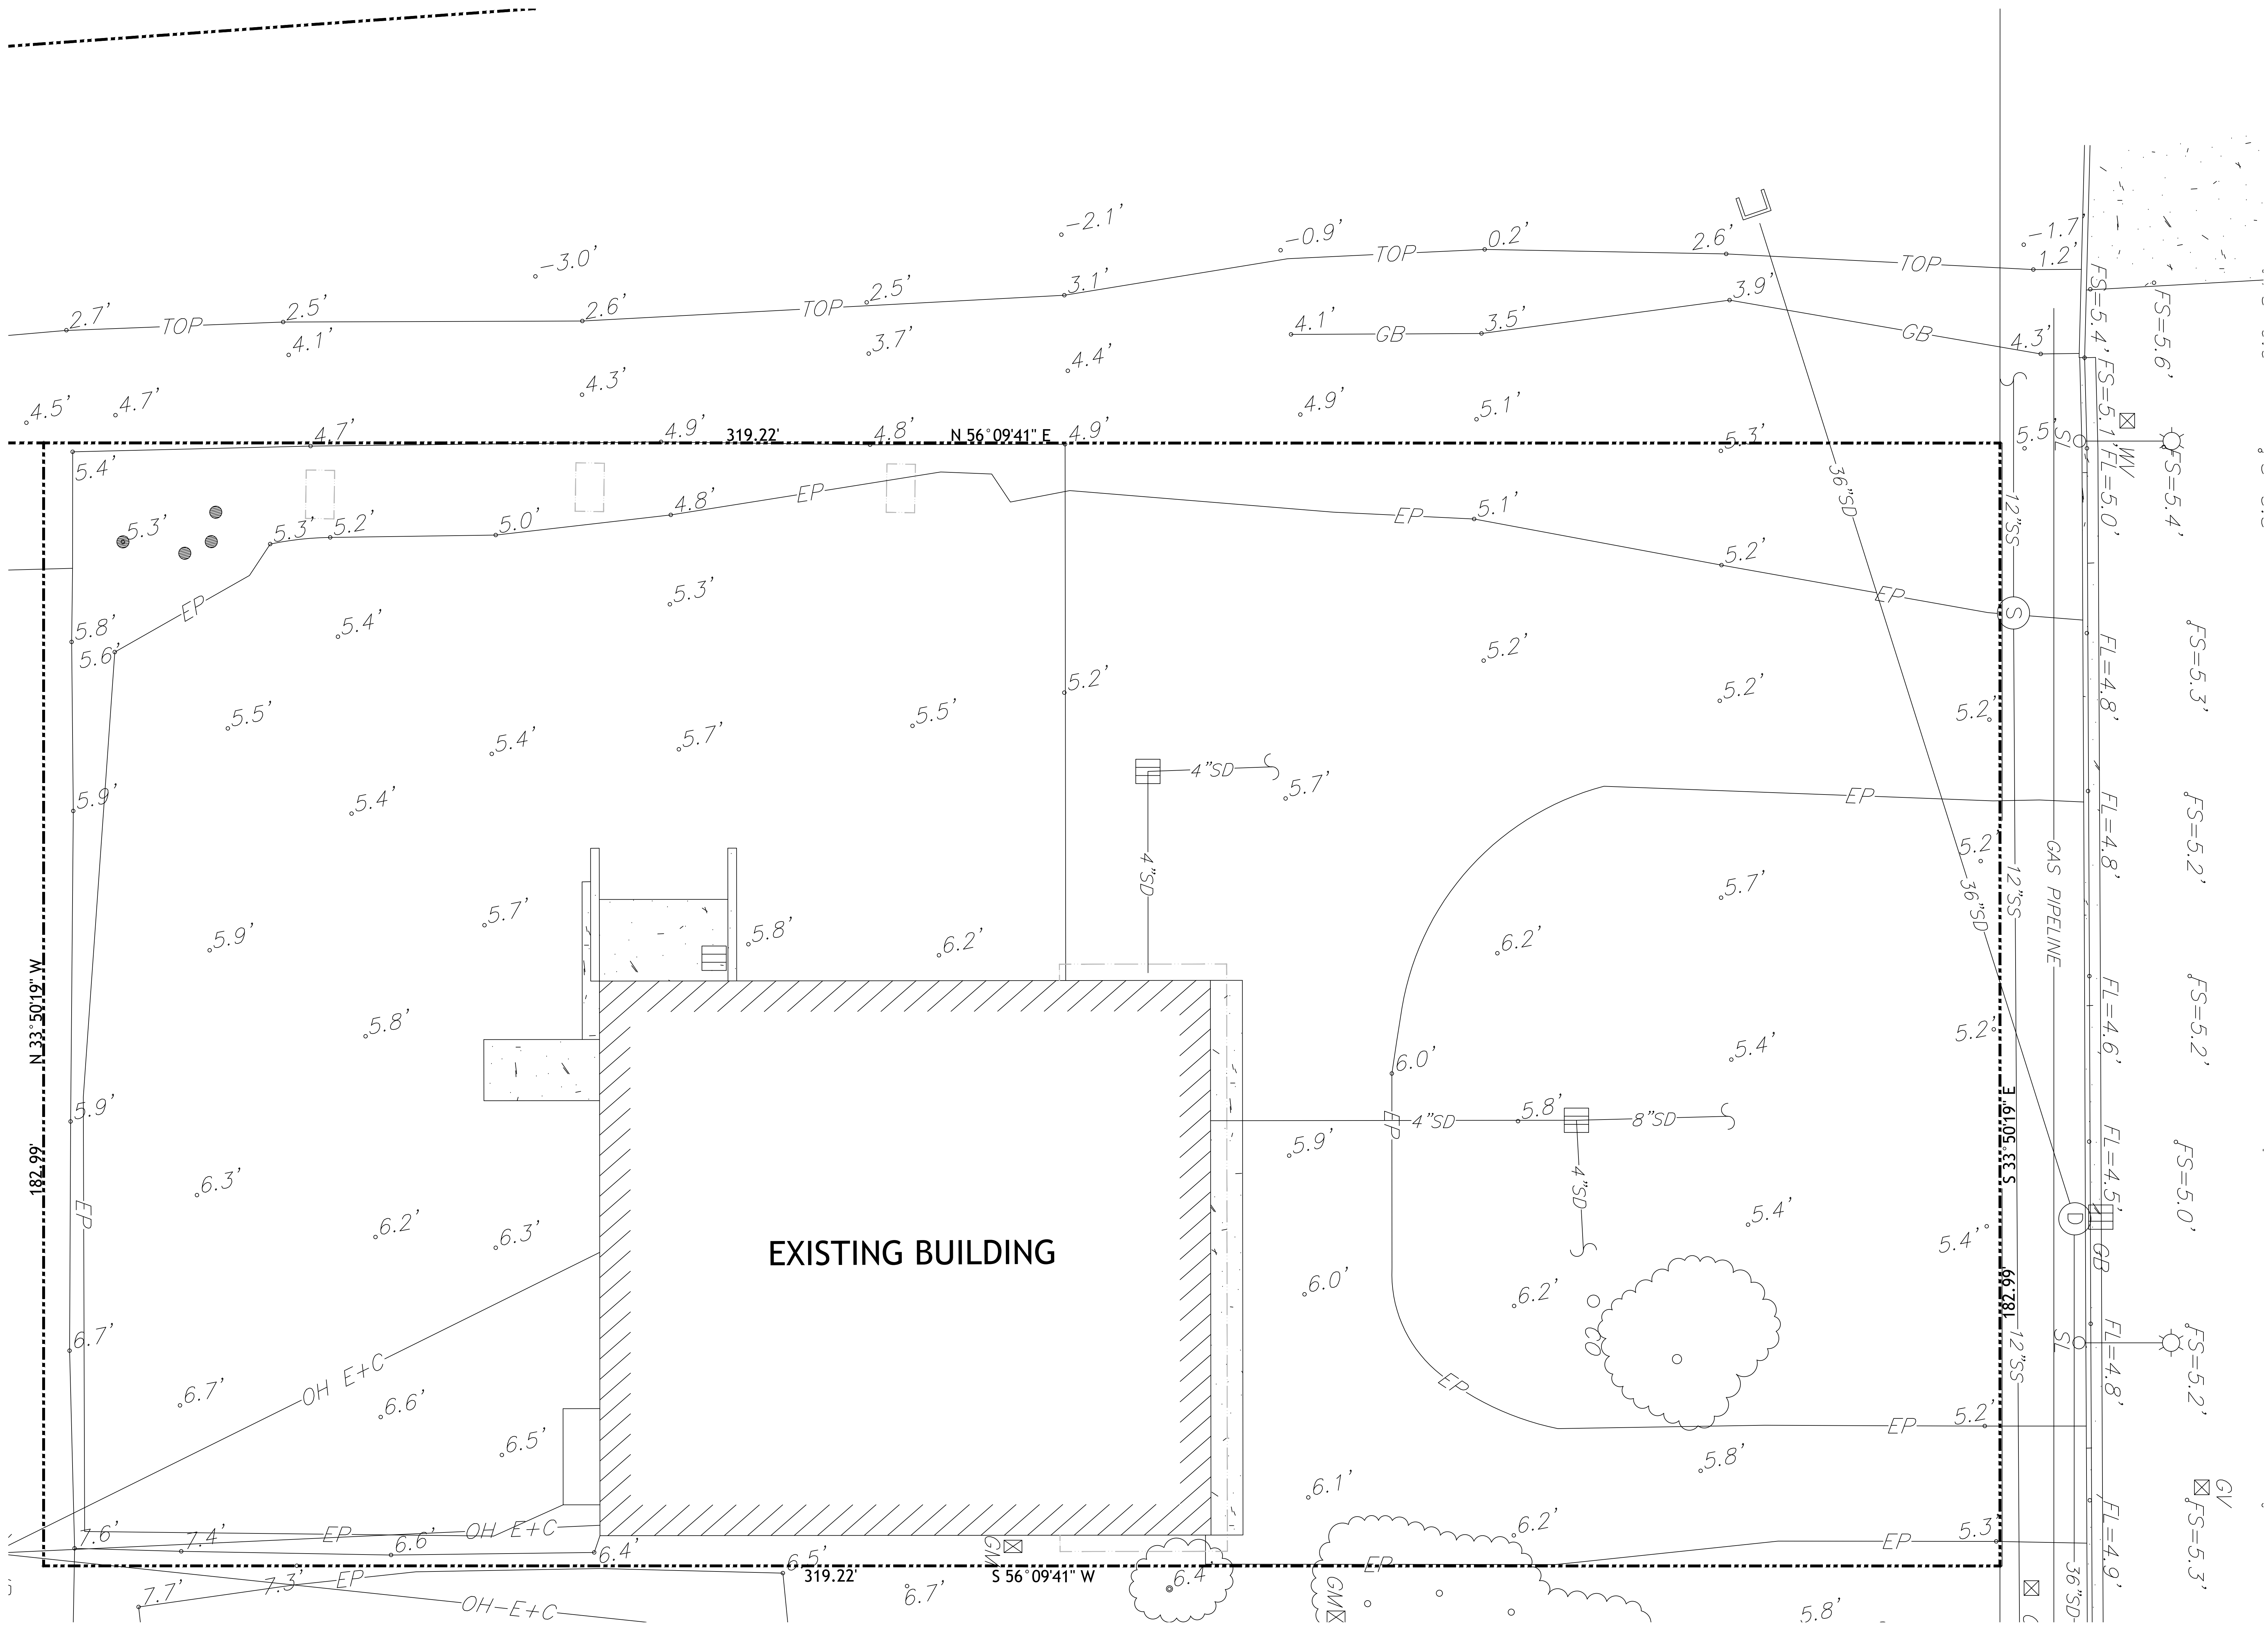 -2.1'
-0.9'
0.2'
2.6'
-1.7'
1.2'
-3.0'
TOP
TOP
2.7'
TOP
2.5'
2.6'
TOP
2.5'
3.1'
3.9'
4.1'
4.1'
GB
3.5'
GB
4.3'
3.7'
4.4'
4.3'
FS=5.4'
FS=5.6'
4.5'
4.7'
4.9'
5.1'
FS=5.1'
4.7'
4.9'
319.22'
4.8'
N 56°09'41" E
4.9'
5.3'
5.5'
SL
WV
FL=5.0'
FS=5.4'
5.4'
36"SD
12"SS
5.3'
5.3'
5.2'
5.0'
4.8'
EP
EP
5.1'
5.2'
EP
EP
S
5.3'
5.8'
5.6'
5.4'
5.2'
FL=4.8'
FS=5.3'
5.2'
5.2'
5.2'
5.5'
5.4'
5.7'
5.5'
4"SD
5.7'
EP
5.9'
5.4'
FL=4.8'
FS=5.2'
4"SD
5.2'
5.7'
36"SD
12"SS
GAS PIPELINE
5.9'
5.7'
5.8'
6.2'
6.2'
N 33°50'19" W
5.8'
5.4'
5.2'
FL=4.6'
FS=5.2'
6.0'
5.9'
EP
4"SD
5.8'
8"SD
S 33°50'19" E
182.99'
6.3'
EP
5.9'
4"SD
FL=4.5'
FS=5.0'
6.2'
6.3'
EXISTING BUILDING
5.4'
5.4'
D
GB
6.7'
6.0'
6.2'
CO
182.99'
12"SS
SL
FL=4.8'
FS=5.2'
OH E+C
6.7'
6.6'
EP
EP
5.2'
6.5'
5.8'
6.1'
GV
7.6'
7.4'
EP
6.6'
OH E+C
6.4'
GM
6.2'
EP
5.3'
FL=4.9'
FS=5.3'
7.7'
7.3'
EP
6.5'
319.22'
S 56°09'41" W
6.4'
EP
OH-E+C
6.7'
GM
5.8'
36"SD